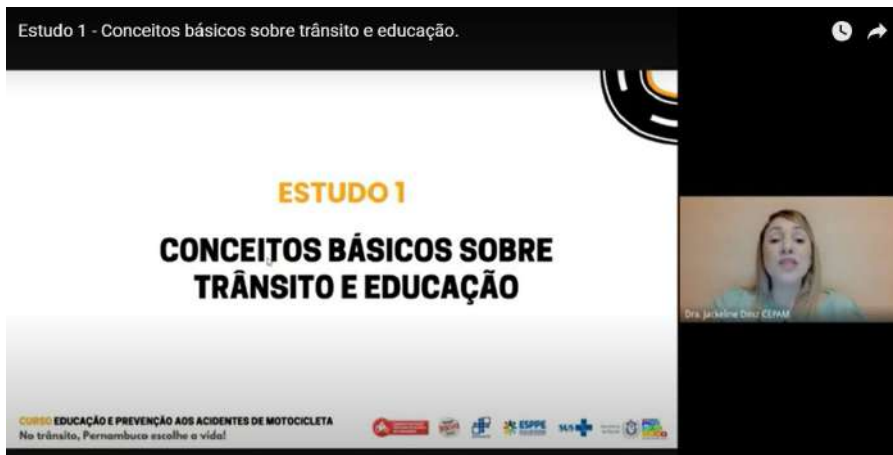 Estudo 1 - Conceitos básicos sobre trânsito e educação.
ESTUDO 1
CONCEITOS BÁSICOS SOBRE
TRÂNSITO E EDUCAÇÃO
Dra. Jackeline Diniz CEPAM
CURSO EDUCAÇÃO E PREVENÇÃO AOS ACIDENTES DE MOTOCICLETA
No trânsito, Pernambuco escolhe a vida!
ESPPE
SUS